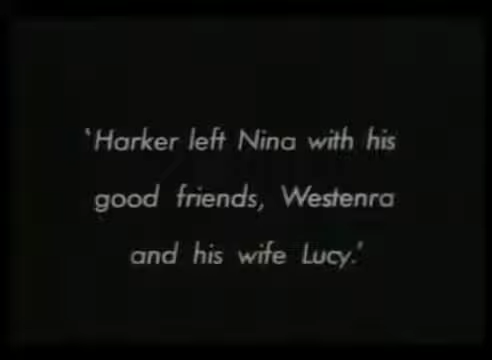 'Harker left Nina with his
good friends, Westenra
and his wife Lucy.'